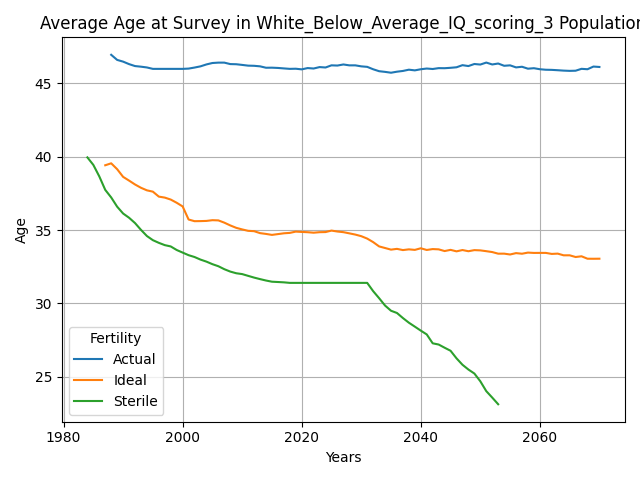 Average Age at Survey in White_Below_Average_IQ_scoring_3 Population
45
40
35
30
25
Age
Fertility
Actual
Ideal
Sterile
1980
2000
2020
2040
2060
Years